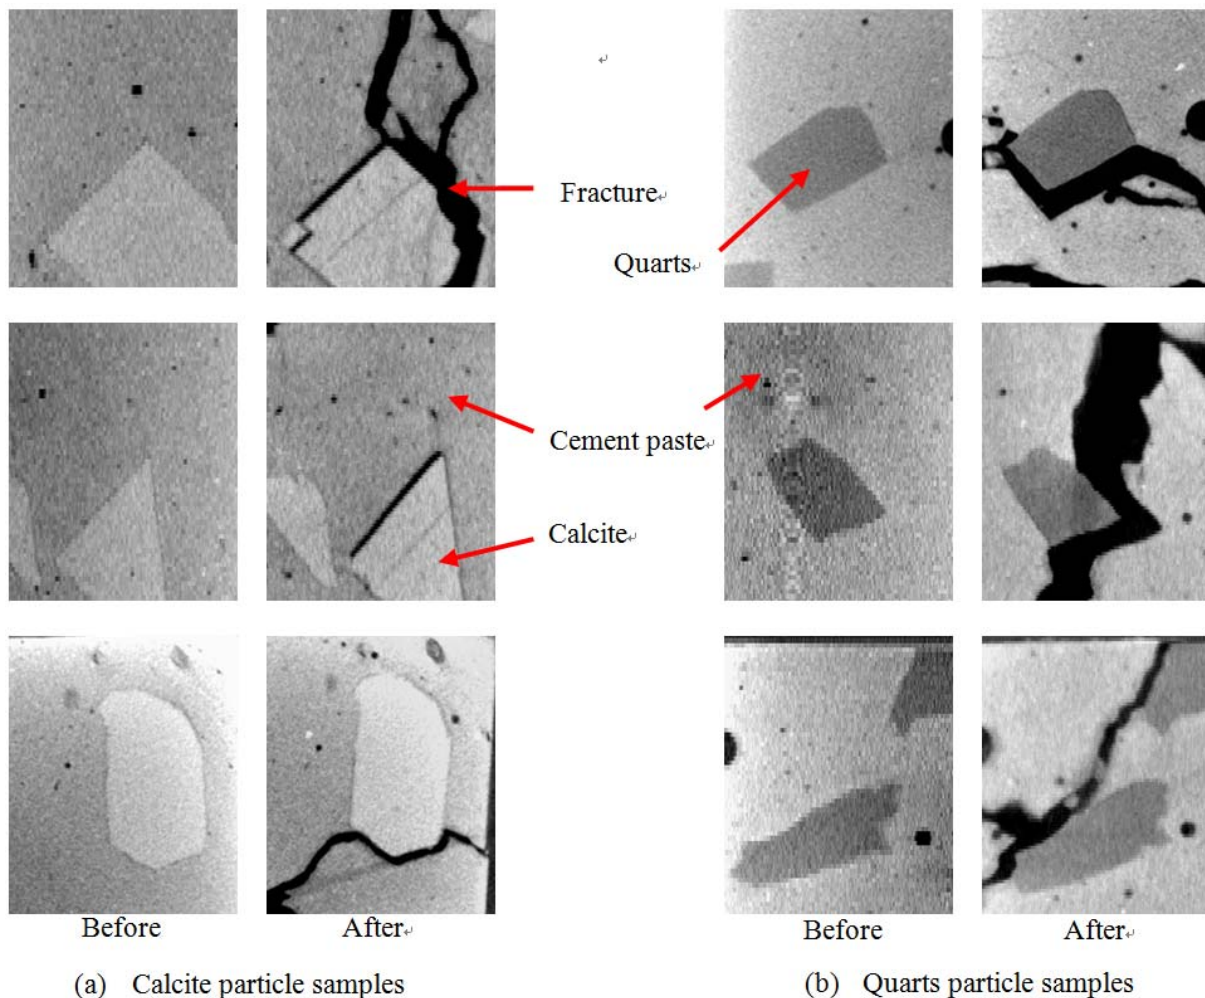 Fracture
Quarts
Cement paste
Calcite
Before After
Before After
(a) Calcite particle samples
(b) Quarts particle samples